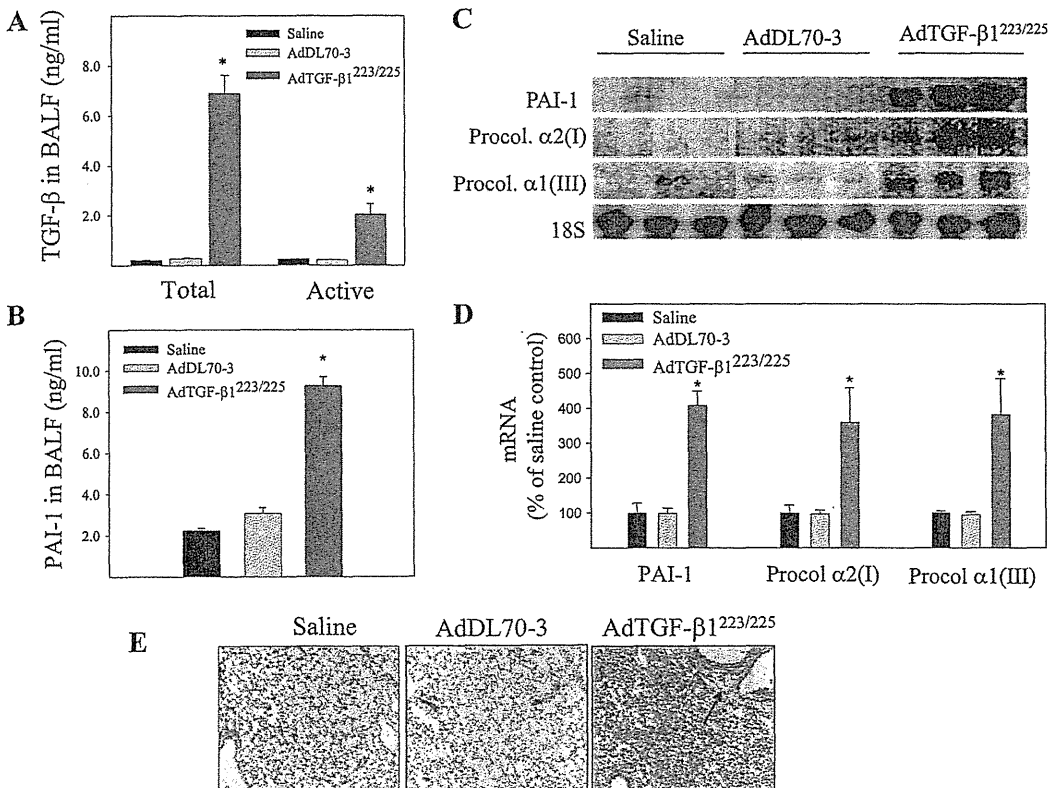 A
TGF-β in BALF (ng/ml)
8.0
6.0
4.0
2.0
Saline
AdDL70-3
AdTGF-β1²²³/²²⁵
*
*
Total
Active
B
PAI-1 in BALF (ng/ml)
10.0
8.0
6.0
4.0
2.0
Saline
AdDL70-3
AdTGF-β1²²³/²²⁵
*
C
Saline
AdDL70-3
AdTGF-β1²²³/²²⁵
PAI-1
Procol. α2(I)
Procol. α1(III)
18S
D
mRNA
(% of saline control)
600
500
400
300
200
100
Saline
AdDL70-3
AdTGF-β1²²³/²²⁵
*
*
*
PAI-1
Procol α2(I)
Procol α1(III)
E
Saline
AdDL70-3
AdTGF-β1²²³/²²⁵